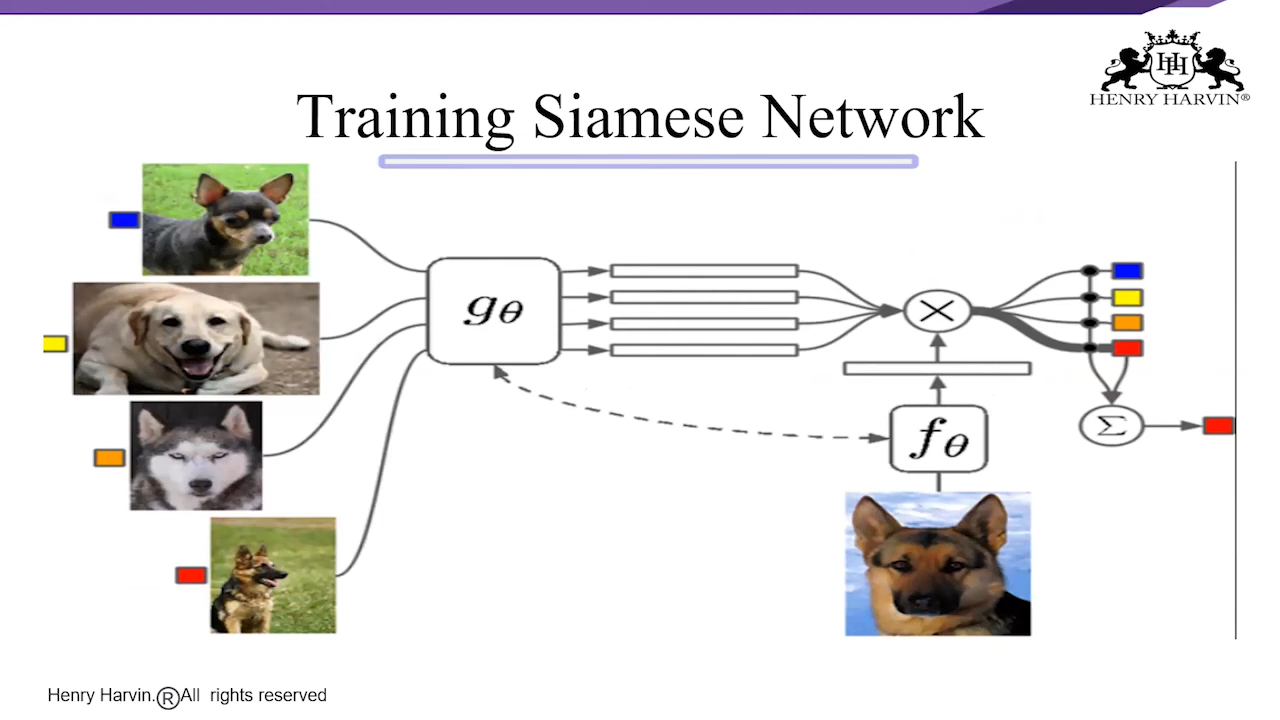 HENRY HARVIN®
Training Siamese Network
gθ
×
fθ
Σ
Henry Harvin.®All rights reserved